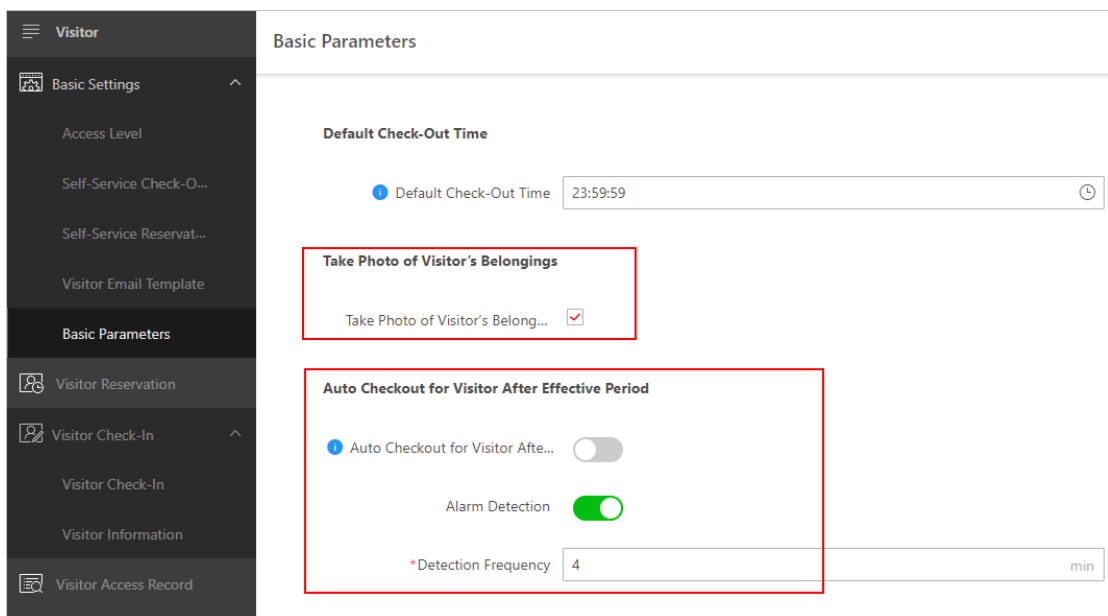 Visitor
Basic Settings
Access Level
Self-Service Check-O...
Self-Service Reservat...
Visitor Email Template
Basic Parameters
Visitor Reservation
Visitor Check-In
Visitor Check-In
Visitor Information
Visitor Access Record
Basic Parameters
Default Check-Out Time
Default Check-Out Time 23:59:59
Take Photo of Visitor's Belongings
Take Photo of Visitor's Belong...
Auto Checkout for Visitor After Effective Period
Auto Checkout for Visitor Afte...
Alarm Detection
*Detection Frequency 4 min